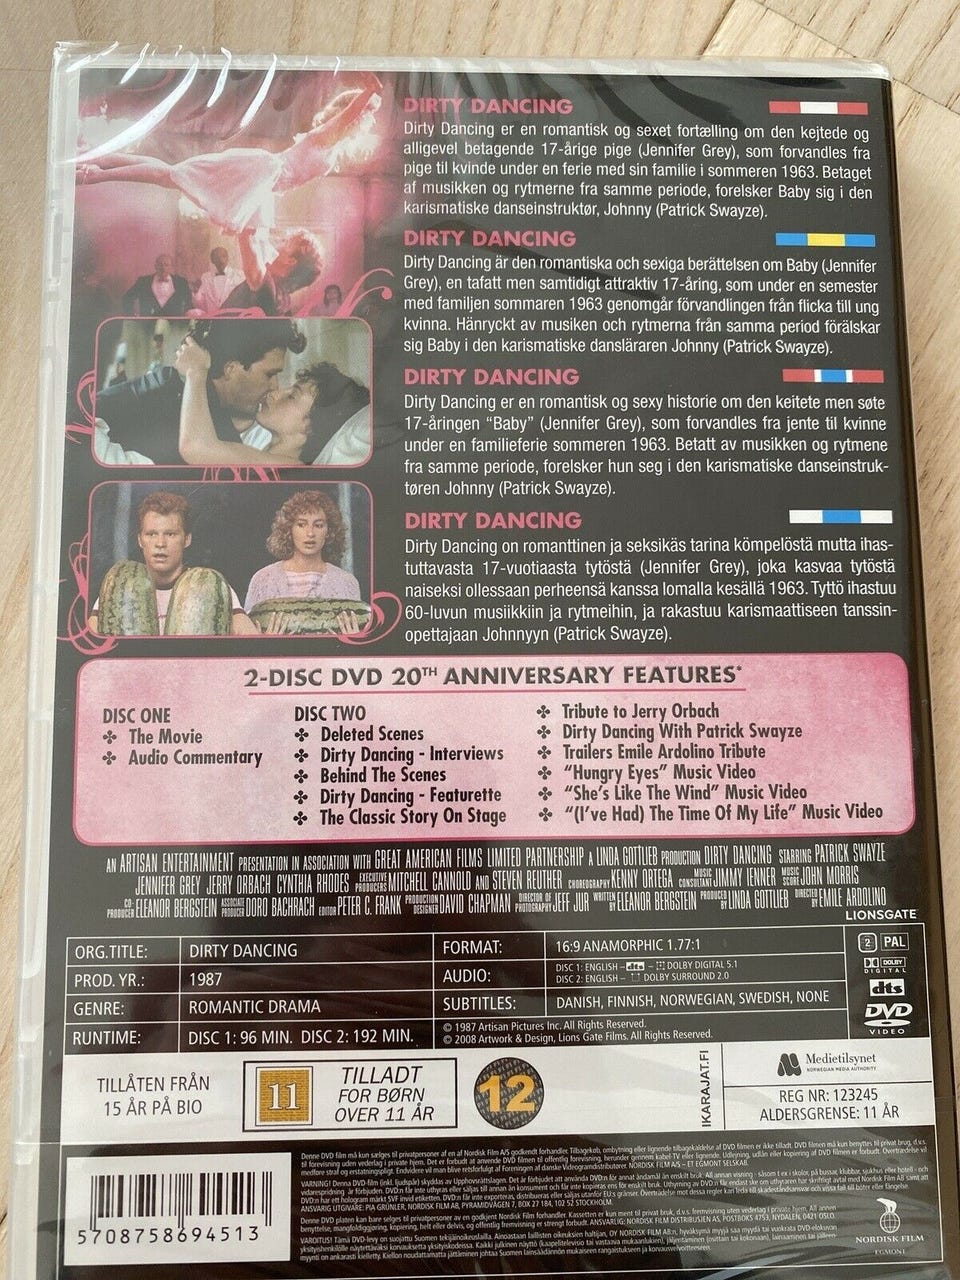 DIRTY DANCING
Dirty Dancing er en romantisk og sexet fortælling om den kejtede og
alligevel betagende 17-årige pige (Jennifer Grey), som forvandles fra
pige til kvinde under en ferie med sin familie i sommeren 1963. Betaget
af musikken og rytmerne fra samme periode, forelsker Baby sig i den
karismatiske danseinstruktør, Johnny (Patrick Swayze).
DIRTY DANCING
Dirty Dancing är den romantiska och sexiga berättelsen om Baby (Jennifer
Grey), en tafatt men samtidigt attraktiv 17-åring, som under en semester
med familjen sommaren 1963 genomgår förvandlingen från flicka till ung
kvinna. Hänryckt av musiken och rytmerna från samma period förälskar
sig Baby i den karismatiske dansläraren Johnny (Patrick Swayze).
DIRTY DANCING
Dirty Dancing er en romantisk og sexy historie om den keitete men søte
17-åringen "Baby" (Jennifer Grey), som forvandles fra jente til kvinne
under en familieferie sommeren 1963. Betatt av musikken og rytmene
fra samme periode, forelsker hun seg i den karismatiske danseinstruk-
tøren Johnny (Patrick Swayze).
DIRTY DANCING
Dirty Dancing on romanttinen ja seksikäs tarina kömpelöstä mutta ihas-
tuttavasta 17-vuotiaasta tytöstä (Jennifer Grey), joka kasvaa tytöstä
naiseksi ollessaan perheensä kanssa lomalla kesällä 1963. Tyttö ihastuu
60-luvun musiikkiin ja rytmeihin, ja rakastuu karismaattiseen tanssin-
opettajaan Johnnyyn (Patrick Swayze).
2-DISC DVD 20TH ANNIVERSARY FEATURES*
DISC ONE
The Movie
Audio Commentary
DISC TWO
Deleted Scenes
Dirty Dancing - Interviews
Behind The Scenes
Dirty Dancing - Featurette
The Classic Story On Stage
Tribute to Jerry Orbach
Dirty Dancing With Patrick Swayze
Trailers Emile Ardolino Tribute
"Hungry Eyes" Music Video
"She's Like The Wind" Music Video
"(I've Had) The Time Of My Life" Music Video
AN ARTISAN ENTERTAINMENT PRESENTATION IN ASSOCIATION WITH GREAT AMERICAN FILMS LIMITED PARTNERSHIP A LINDA GOTTLIEB PRODUCTION DIRTY DANCING STARRING PATRICK SWAYZE
JENNIFER GREY JERRY ORBACH CYNTHIA RHODES EXECUTIVE PRODUCERS MITCHELL CANNOLD AND STEVEN REUTHER CHOREOGRAPHY KENNY ORTEGA MUSIC CONSULTANT JIMMY IENNER MUSIC SCORE JOHN MORRIS
CO-PRODUCER ELEANOR BERGSTEIN ASSOCIATE PRODUCER DORO BACHRACH EDITOR PETER C. FRANK PRODUCTION DESIGNER DAVID CHAPMAN DIRECTOR OF PHOTOGRAPHY JEFF JUR WRITTEN BY ELEANOR BERGSTEIN PRODUCED BY LINDA GOTTLIEB DIRECTED BY EMILE ARDOLINO
LIONSGATE
ORG.TITLE: DIRTY DANCING
PROD. YR.: 1987
GENRE: ROMANTIC DRAMA
RUNTIME: DISC 1: 96 MIN. DISC 2: 192 MIN.
FORMAT: 16:9 ANAMORPHIC 1.77:1
AUDIO: DISC 1: ENGLISH – dts – DOLBY DIGITAL 5.1
DISC 2: ENGLISH – DOLBY SURROUND 2.0
SUBTITLES: DANISH, FINNISH, NORWEGIAN, SWEDISH, NONE
© 1987 Artisan Pictures Inc. All Rights Reserved.
© 2008 Artwork & Design, Lions Gate Films. All Rights Reserved.
2 PAL
DOLBY
DIGITAL
dts
DVD
VIDEO
TILLÅTEN FRÅN
15 ÅR PÅ BIO
11
TILLADT
FOR BØRN
OVER 11 ÅR
12
IKARAJAT.FI
Medietilsynet
NORWEGIAN MEDIA AUTHORITY
REG NR: 123245
ALDERSGRENSE: 11 ÅR
5708758694513
NORDISK FILM
EGMONT